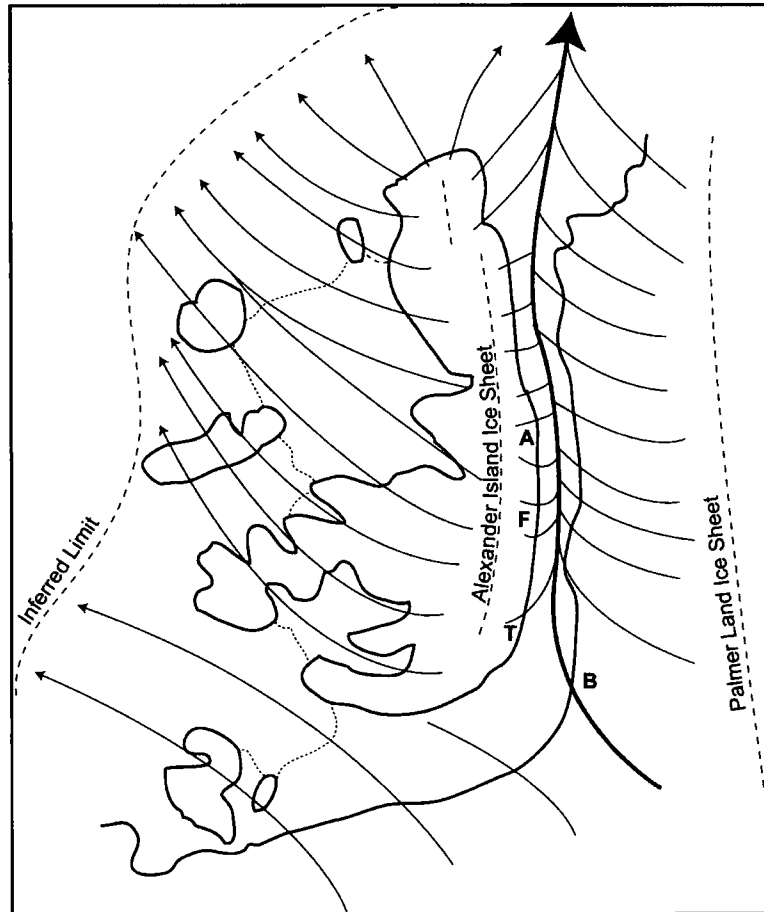 A
Alexander Island Ice Sheet
F
Inferred Limit
T
B
Palmer Land Ice Sheet